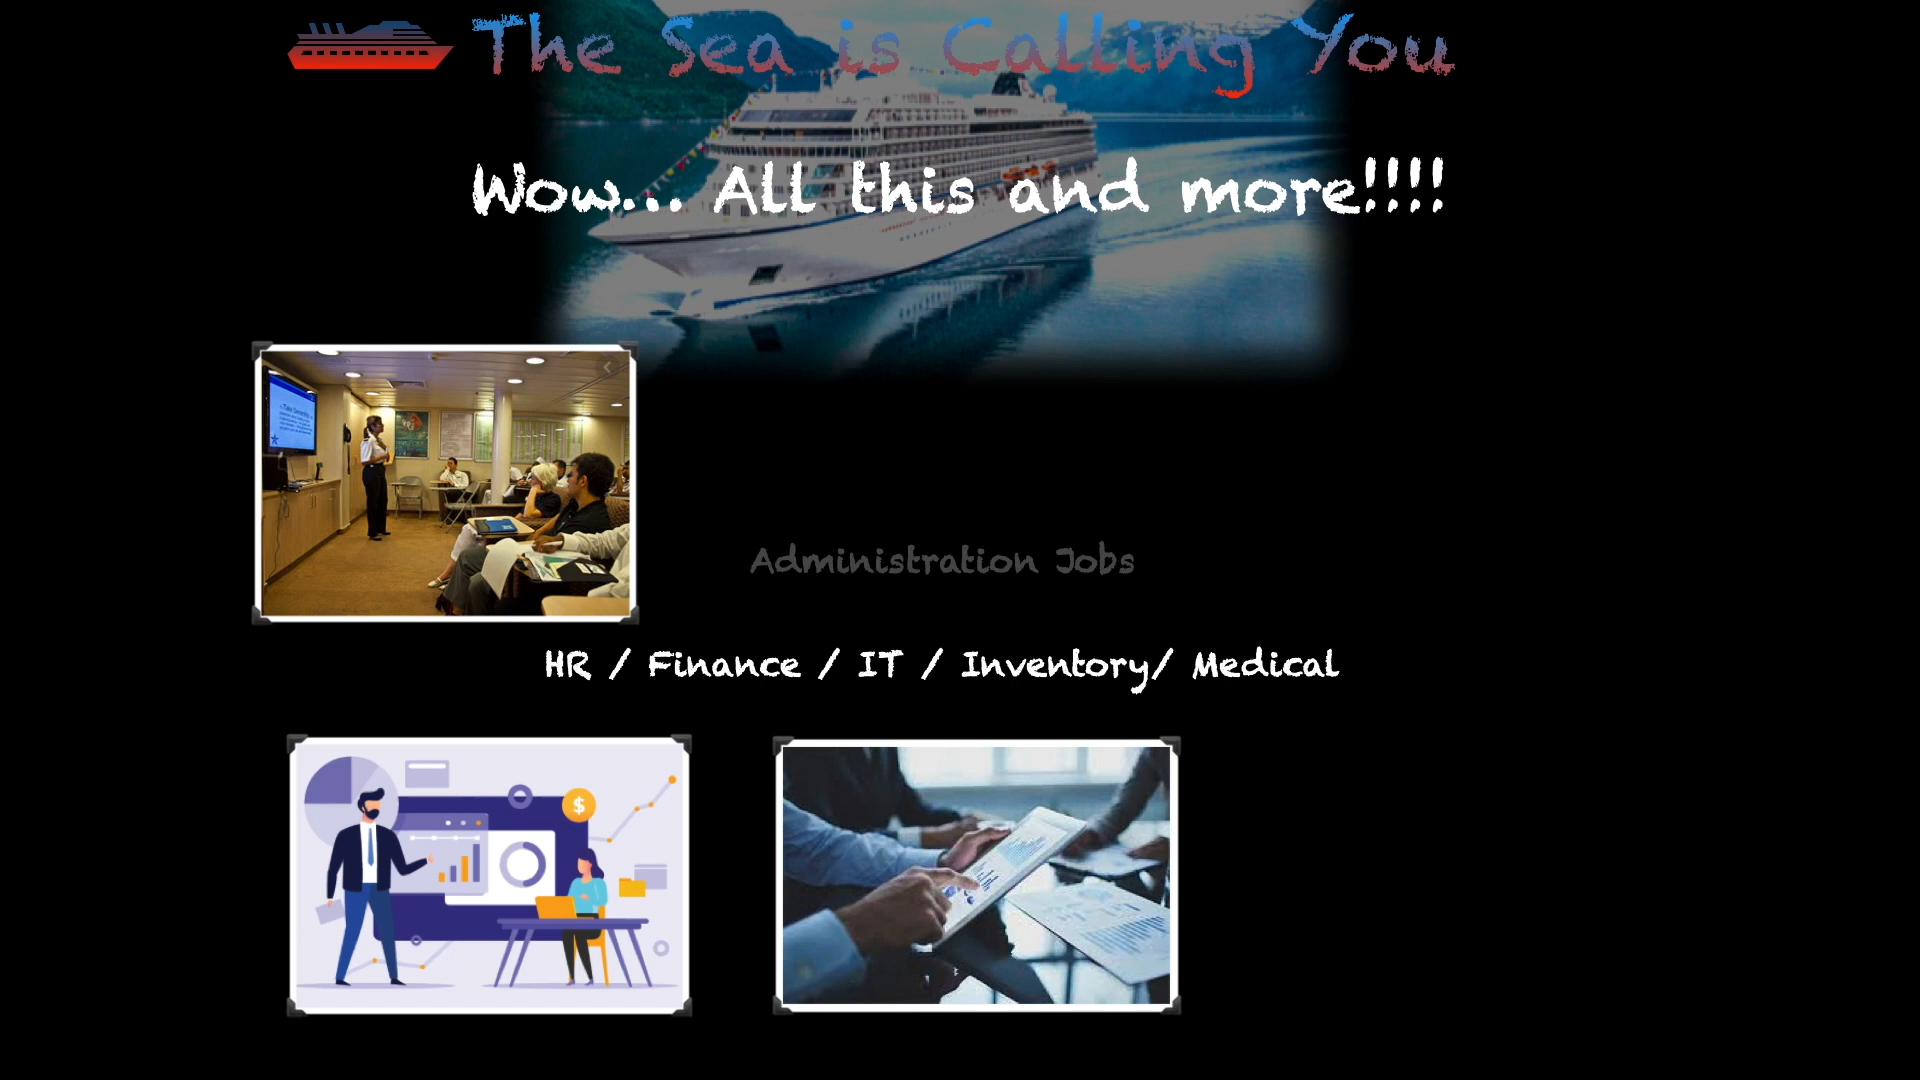 The Sea is Calling You
Wow... All this and more!!!!
Administration Jobs
HR / Finance / IT / Inventory/ Medical
$